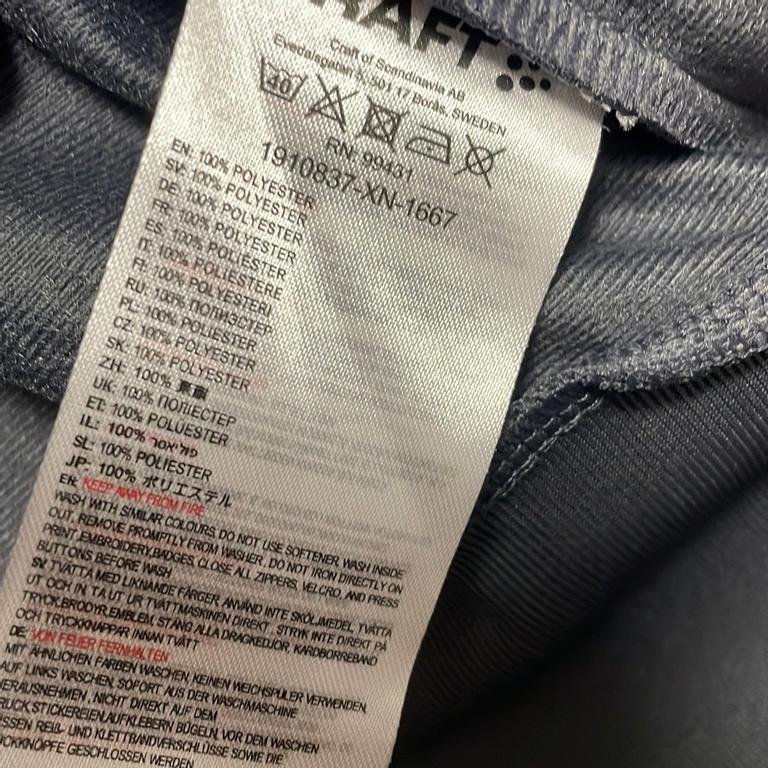 CRAFT
Craft of Scandinavia AB
Evedalsgatan 5, 501 17 Borås, SWEDEN
40
RN: 99431
1910837-XN-1667
EN: 100% POLYESTER
SV: 100% POLYESTER
DE: 100% POLYESTER
FR: 100% POLYESTER
ES: 100% POLIÉSTER
IT: 100% POLIESTERE
FI: 100% POLYESTERI
RU: 100% ПОЛИЭСТЕР
PL: 100% POLIESTER
CZ: 100% POLYESTER
SK: 100% POLYESTER
ZH: 100%
UK: 100% ПОЛІЕСТЕР
ET: 100% POLÜESTER
IL: 100% פוליאסטר
SL: 100% POLIESTER
JP: 100% ポリエステル
EN: KEEP AWAY FROM FIRE
WASH WITH SIMILAR COLOURS, DO NOT USE SOFTENER, WASH INSIDE
OUT, REMOVE PROMPTLY FROM WASHER, DO NOT IRON DIRECTLY ON
PRINT,EMBROIDERY,BADGES, CLOSE ALL ZIPPERS, VELCRO, AND PRESS
BUTTONS BEFORE WASH
SV TVÄTTA MED LIKNANDE FÄRGER, ANVÄND INTE SKÖLJMEDEL, TVÄTTA
UT OCH IN, TA UT UR TVÄTTMASKINEN DIREKT, STRYK INTE DIREKT PÅ
TRYCK,BRODYR,EMBLEM, STÄNG ALLA DRAGKEDJOR, KARDBORREBAND
OCH TRYCKKNAPPAR INNAN TVÄTT
DE: VON FEUER FERNHALTEN
MIT ÄHNLICHEN FARBEN WASCHEN, KEINEN WEICHSPÜLER VERWENDEN,
AUF LINKS WASCHEN, SOFORT AUS DER WASCHMASCHINE
HERAUSNEHMEN, NICHT DIREKT AUF DEM
DRUCK STICKEREIEN,AUFKLEBERN BÜGELN, VOR DEM WASCHEN
MÜSSEN REIß- UND KLETTBANDVERSCHLÜSSE SOWIE DIE
DRUCKKNÖPFE GESCHLOSSEN WERDEN